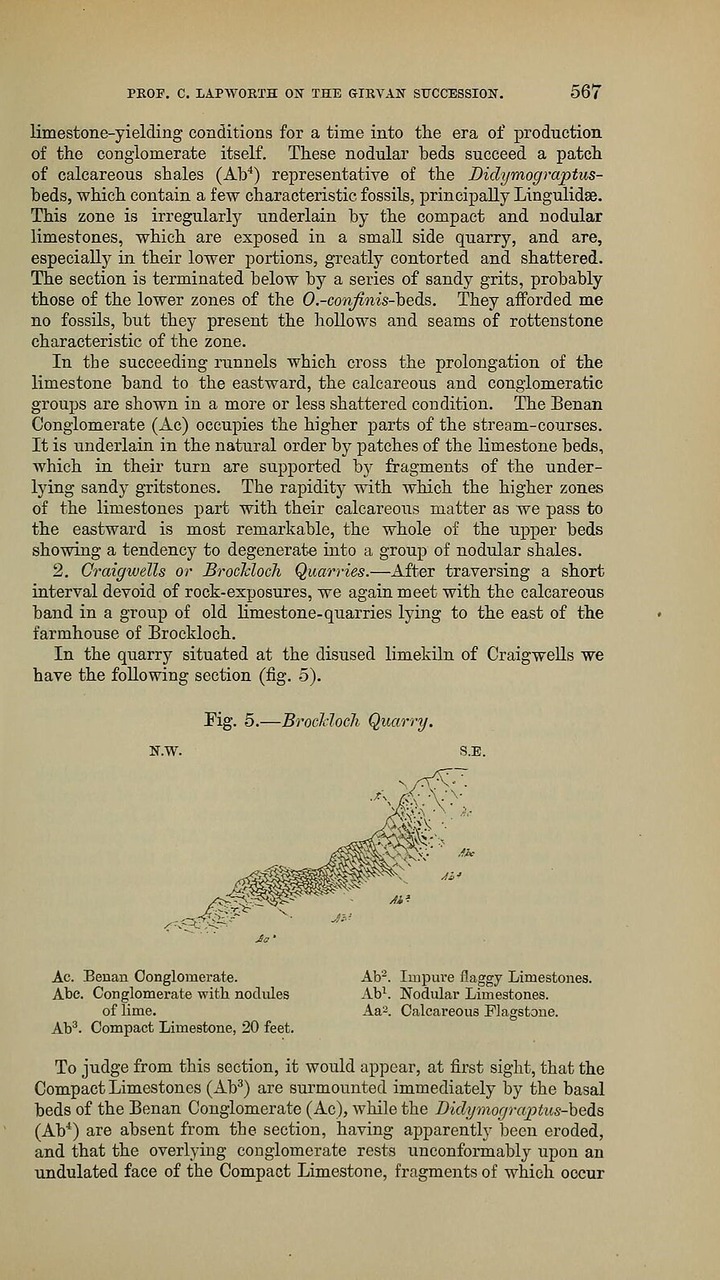 PROF. C. LAPWORTH ON THE GIRVAN SUCCESSION. 567
limestone-yielding conditions for a time into the era of production
of the conglomerate itself. These nodular beds succeed a patch
of calcareous shales (Ab⁴) representative of the Didymograptus-
beds, which contain a few characteristic fossils, principally Lingulidæ.
This zone is irregularly underlain by the compact and nodular
limestones, which are exposed in a small side quarry, and are,
especially in their lower portions, greatly contorted and shattered.
The section is terminated below by a series of sandy grits, probably
those of the lower zones of the O.-confinis-beds. They afforded me
no fossils, but they present the hollows and seams of rottenstone
characteristic of the zone.
In the succeeding runnels which cross the prolongation of the
limestone band to the eastward, the calcareous and conglomeratic
groups are shown in a more or less shattered condition. The Benan
Conglomerate (Ac) occupies the higher parts of the stream-courses.
It is underlain in the natural order by patches of the limestone beds,
which in their turn are supported by fragments of the under-
lying sandy gritstones. The rapidity with which the higher zones
of the limestones part with their calcareous matter as we pass to
the eastward is most remarkable, the whole of the upper beds
showing a tendency to degenerate into a group of nodular shales.
2. Craigwells or Brockloch Quarries.—After traversing a short
interval devoid of rock-exposures, we again meet with the calcareous
band in a group of old limestone-quarries lying to the east of the
farmhouse of Brockloch.
In the quarry situated at the disused limekiln of Craigwells we
have the following section (fig. 5).
Fig. 5.—Brockloch Quarry.
N.W. S.E.
Abc
Ab²
Ac. Benan Conglomerate.
Abc. Conglomerate with nodules
of lime.
Ab³. Compact Limestone, 20 feet.
Ab². Impure flaggy Limestones.
Ab¹. Nodular Limestones.
Aa². Calcareous Flagstone.
To judge from this section, it would appear, at first sight, that the
Compact Limestones (Ab³) are surmounted immediately by the basal
beds of the Benan Conglomerate (Ac), while the Didymograptus-beds
(Ab⁴) are absent from the section, having apparently been eroded,
and that the overlying conglomerate rests unconformably upon an
undulated face of the Compact Limestone, fragments of which occur